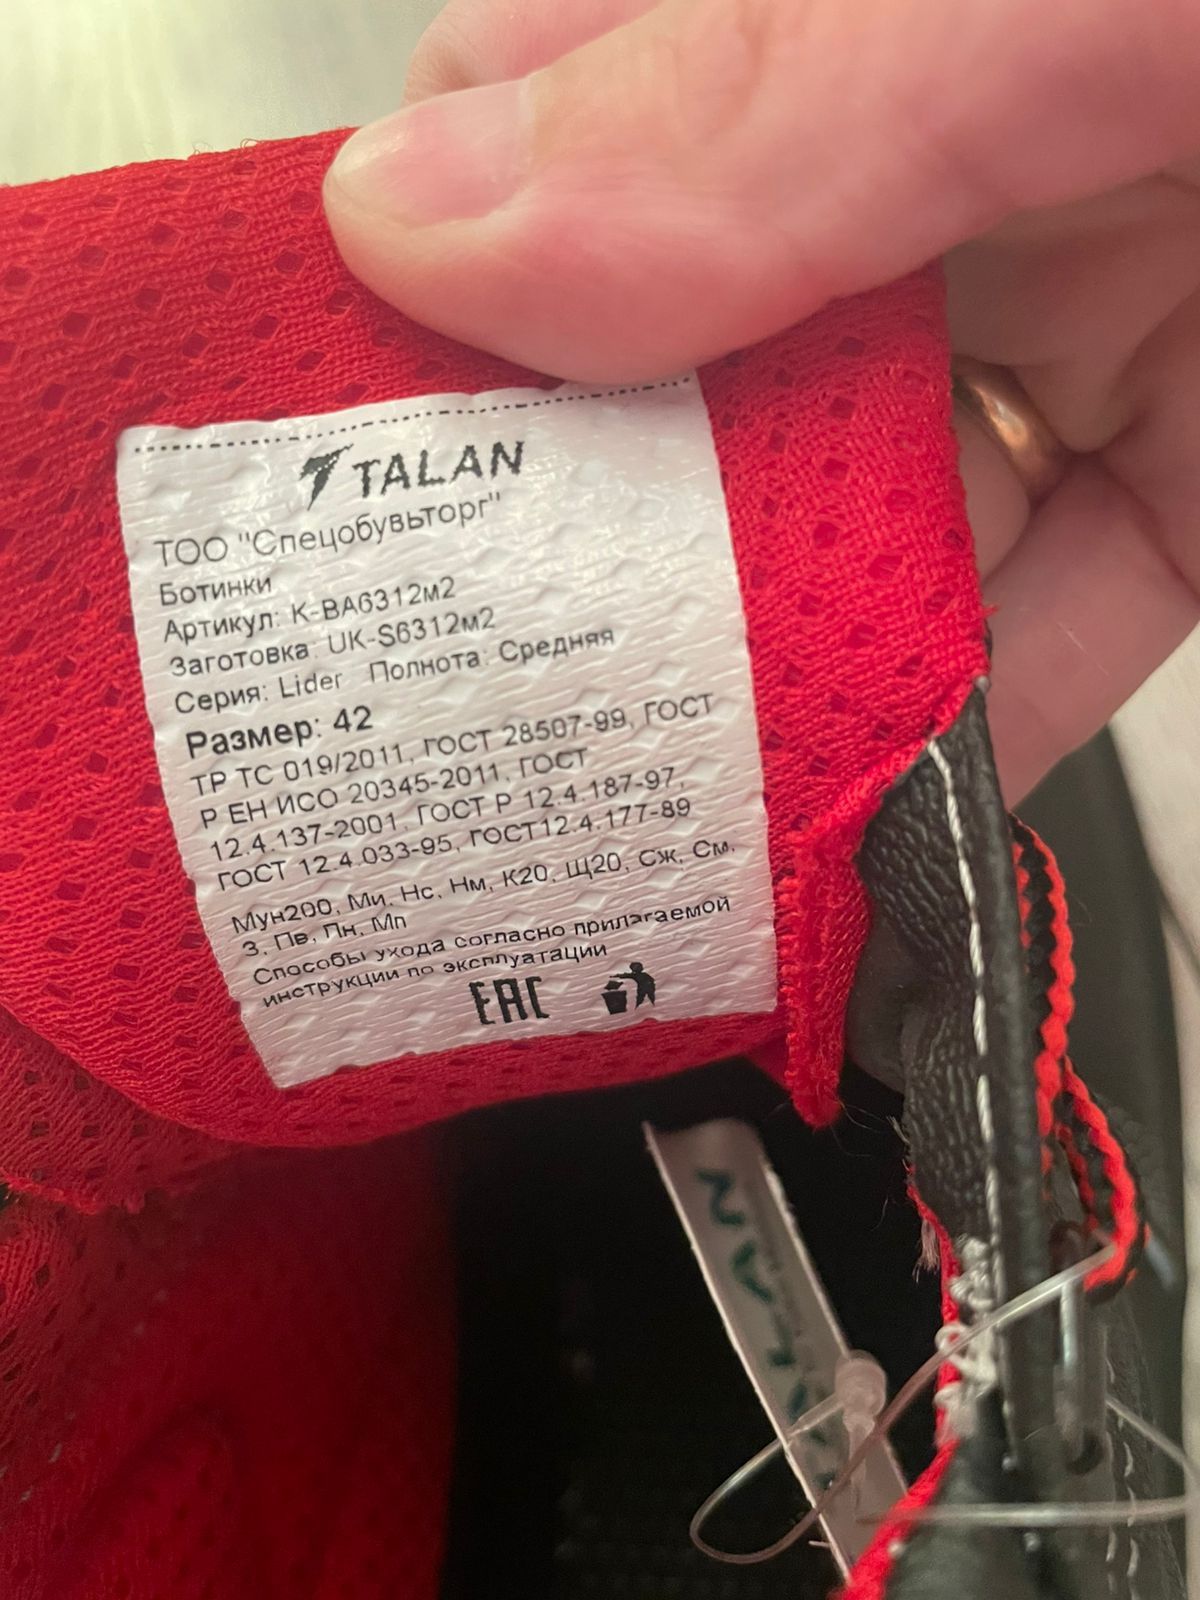 TALAN
ТОО "Спецобувьторг"
Ботинки
Артикул: К-ВА6312м2
Заготовка: UK-S6312м2
Серия: Lider Полнота: Средняя
Размер: 42
ТР ТС 019/2011, ГОСТ 28507-99, ГОСТ
Р ЕН ИСО 20345-2011, ГОСТ
12.4.137-2001, ГОСТ Р 12.4.187-97,
ГОСТ 12.4.033-95, ГОСТ12.4.177-89
Мун200, Ми, Нс, Нм, К20, Щ20, Сж, См,
З, Пв, Пн, Мп
Способы ухода согласно прилагаемой
инструкции по эксплуатации
EAC